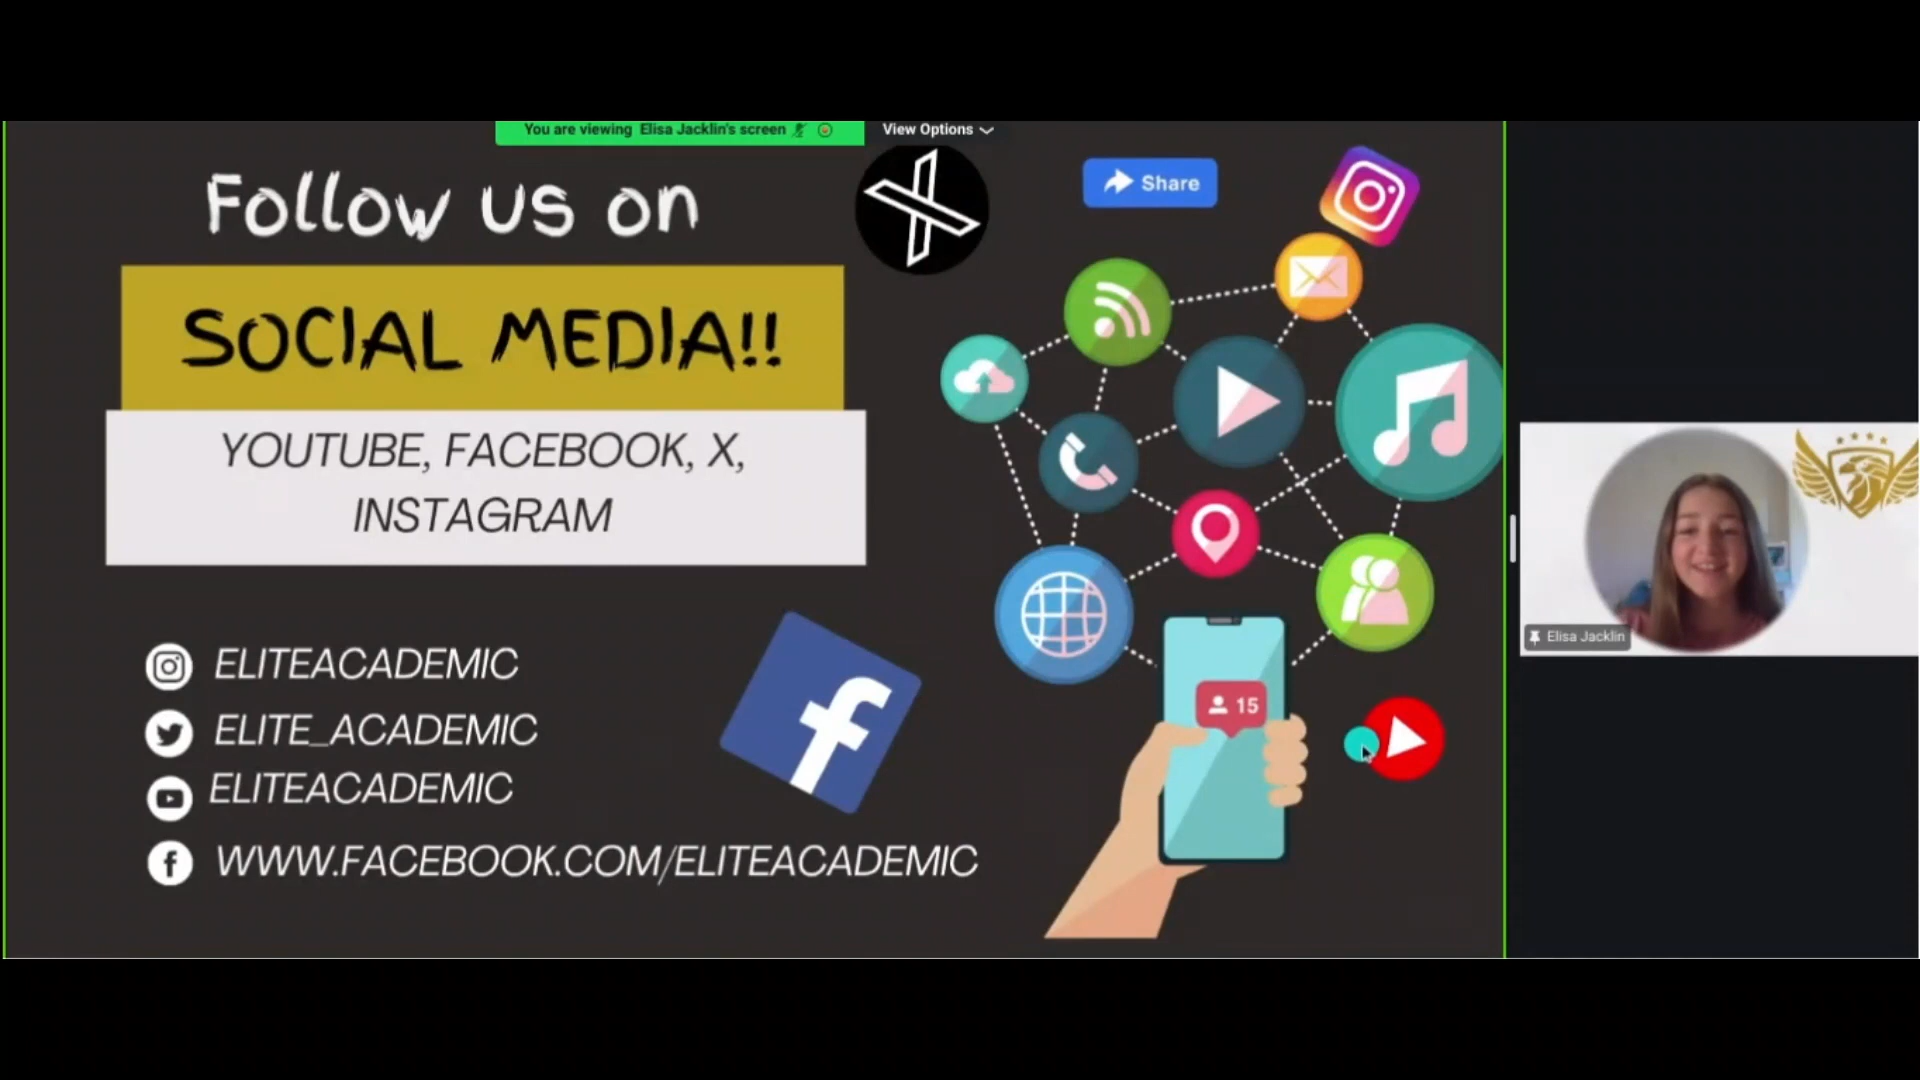 You are viewing Elisa Jacklin's screen
View Options
Follow us on
Share
SOCIAL MEDIA!!
YOUTUBE, FACEBOOK, X,
INSTAGRAM
ELITEACADEMIC
ELITE_ACADEMIC
ELITEACADEMIC
WWW.FACEBOOK.COM/ELITEACADEMIC
15
Elisa Jacklin